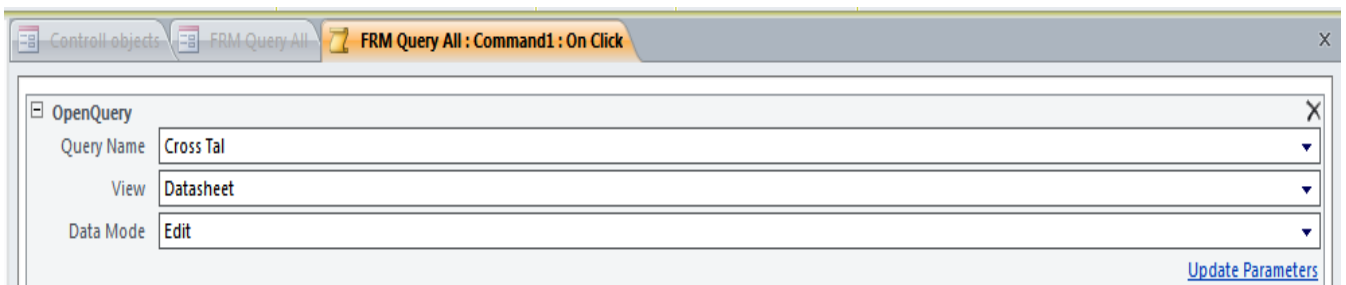 Controll objects FRM Query All FRM Query All : Command1 : On Click
OpenQuery
Query Name Cross Tal
View Datasheet
Data Mode Edit
Update Parameters